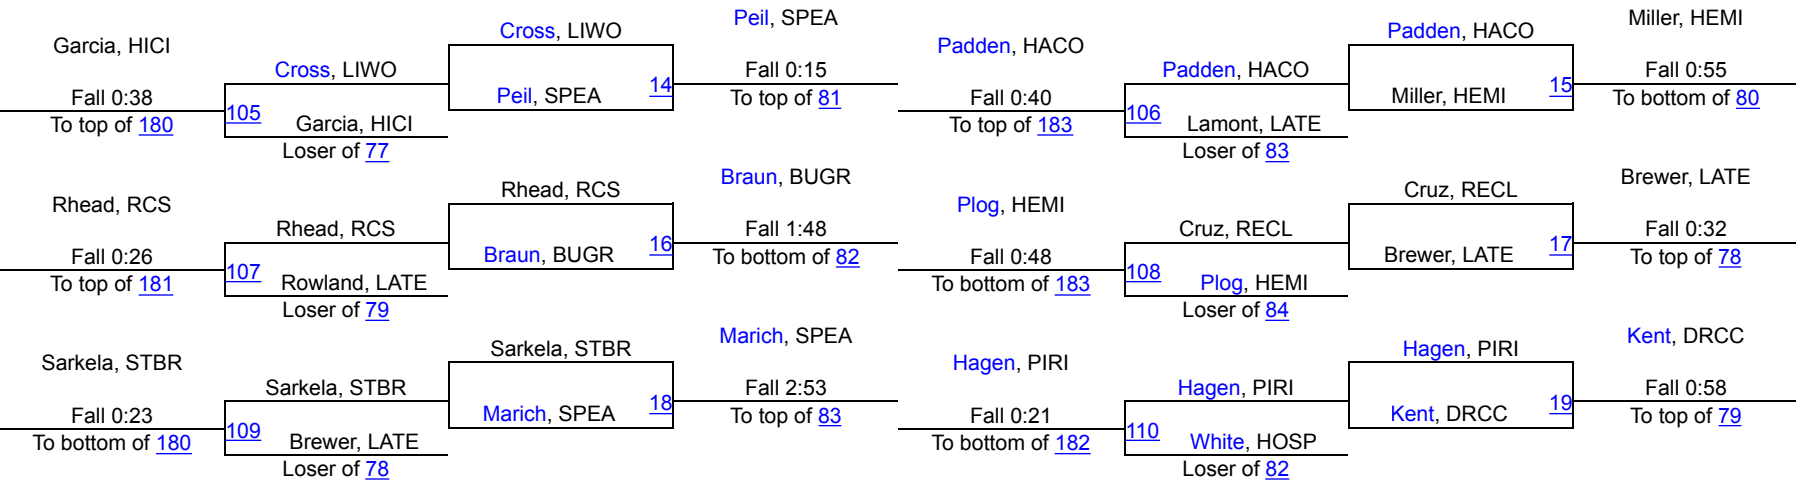 Garcia, HICI
Fall 0:38
To top of 180
Cross, LIWO
105
Garcia, HICI
Loser of 77
Cross, LIWO
Peil, SPEA
14
Peil, SPEA
Fall 0:15
To top of 81
Padden, HACO
Fall 0:40
To top of 183
Padden, HACO
106
Lamont, LATE
Loser of 83
Padden, HACO
Miller, HEMI
15
Miller, HEMI
Fall 0:55
To bottom of 80
Rhead, RCS
Fall 0:26
To top of 181
Rhead, RCS
107
Rowland, LATE
Loser of 79
Rhead, RCS
Braun, BUGR
16
Braun, BUGR
Fall 1:48
To bottom of 82
Plog, HEMI
Fall 0:48
To bottom of 183
Cruz, RECL
108
Plog, HEMI
Loser of 84
Cruz, RECL
Brewer, LATE
17
Brewer, LATE
Fall 0:32
To top of 78
Sarkela, STBR
Fall 0:23
To bottom of 180
Sarkela, STBR
109
Brewer, LATE
Loser of 78
Sarkela, STBR
Marich, SPEA
18
Marich, SPEA
Fall 2:53
To top of 83
Hagen, PIRI
Fall 0:21
To bottom of 182
Hagen, PIRI
110
White, HOSP
Loser of 82
Hagen, PIRI
Kent, DRCC
19
Kent, DRCC
Fall 0:58
To top of 79